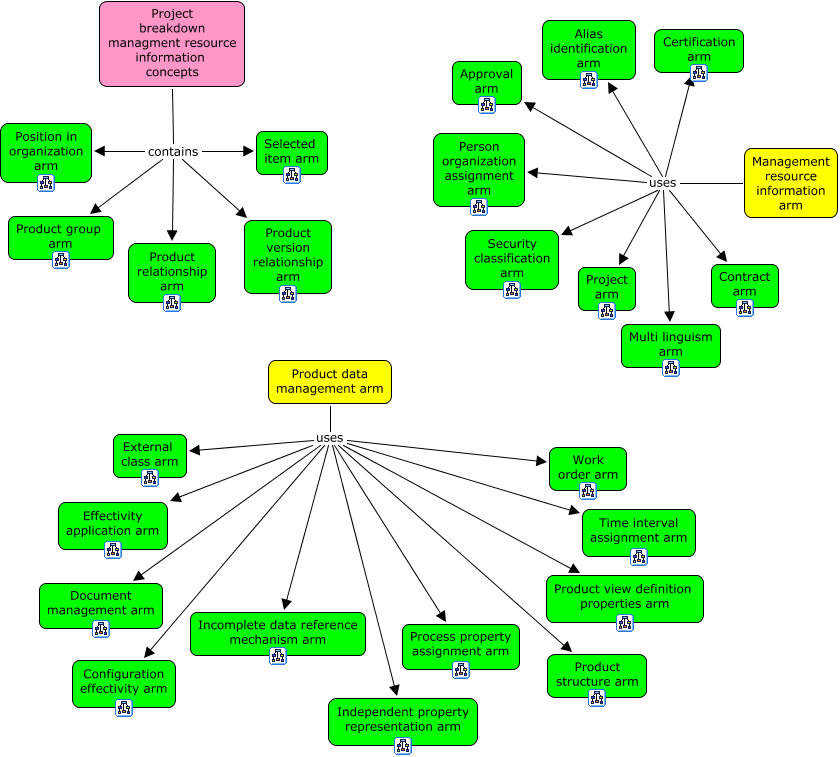 Project
breakdown
managment resource
information
concepts
contains
Position in
organization
arm
Selected
item arm
Product group
arm
Product
relationship
arm
Product
version
relationship
arm
Alias
identification
arm
Certification
arm
Approval
arm
Person
organization
assignment
arm
uses
Management
resource
information
arm
Security
classification
arm
Project
arm
Contract
arm
Multi linguism
arm
Product data
management arm
uses
External
class arm
Work
order arm
Effectivity
application arm
Time interval
assignment arm
Document
management arm
Product view definition
properties arm
Incomplete data reference
mechanism arm
Process property
assignment arm
Configuration
effectivity arm
Product
structure arm
Independent property
representation arm